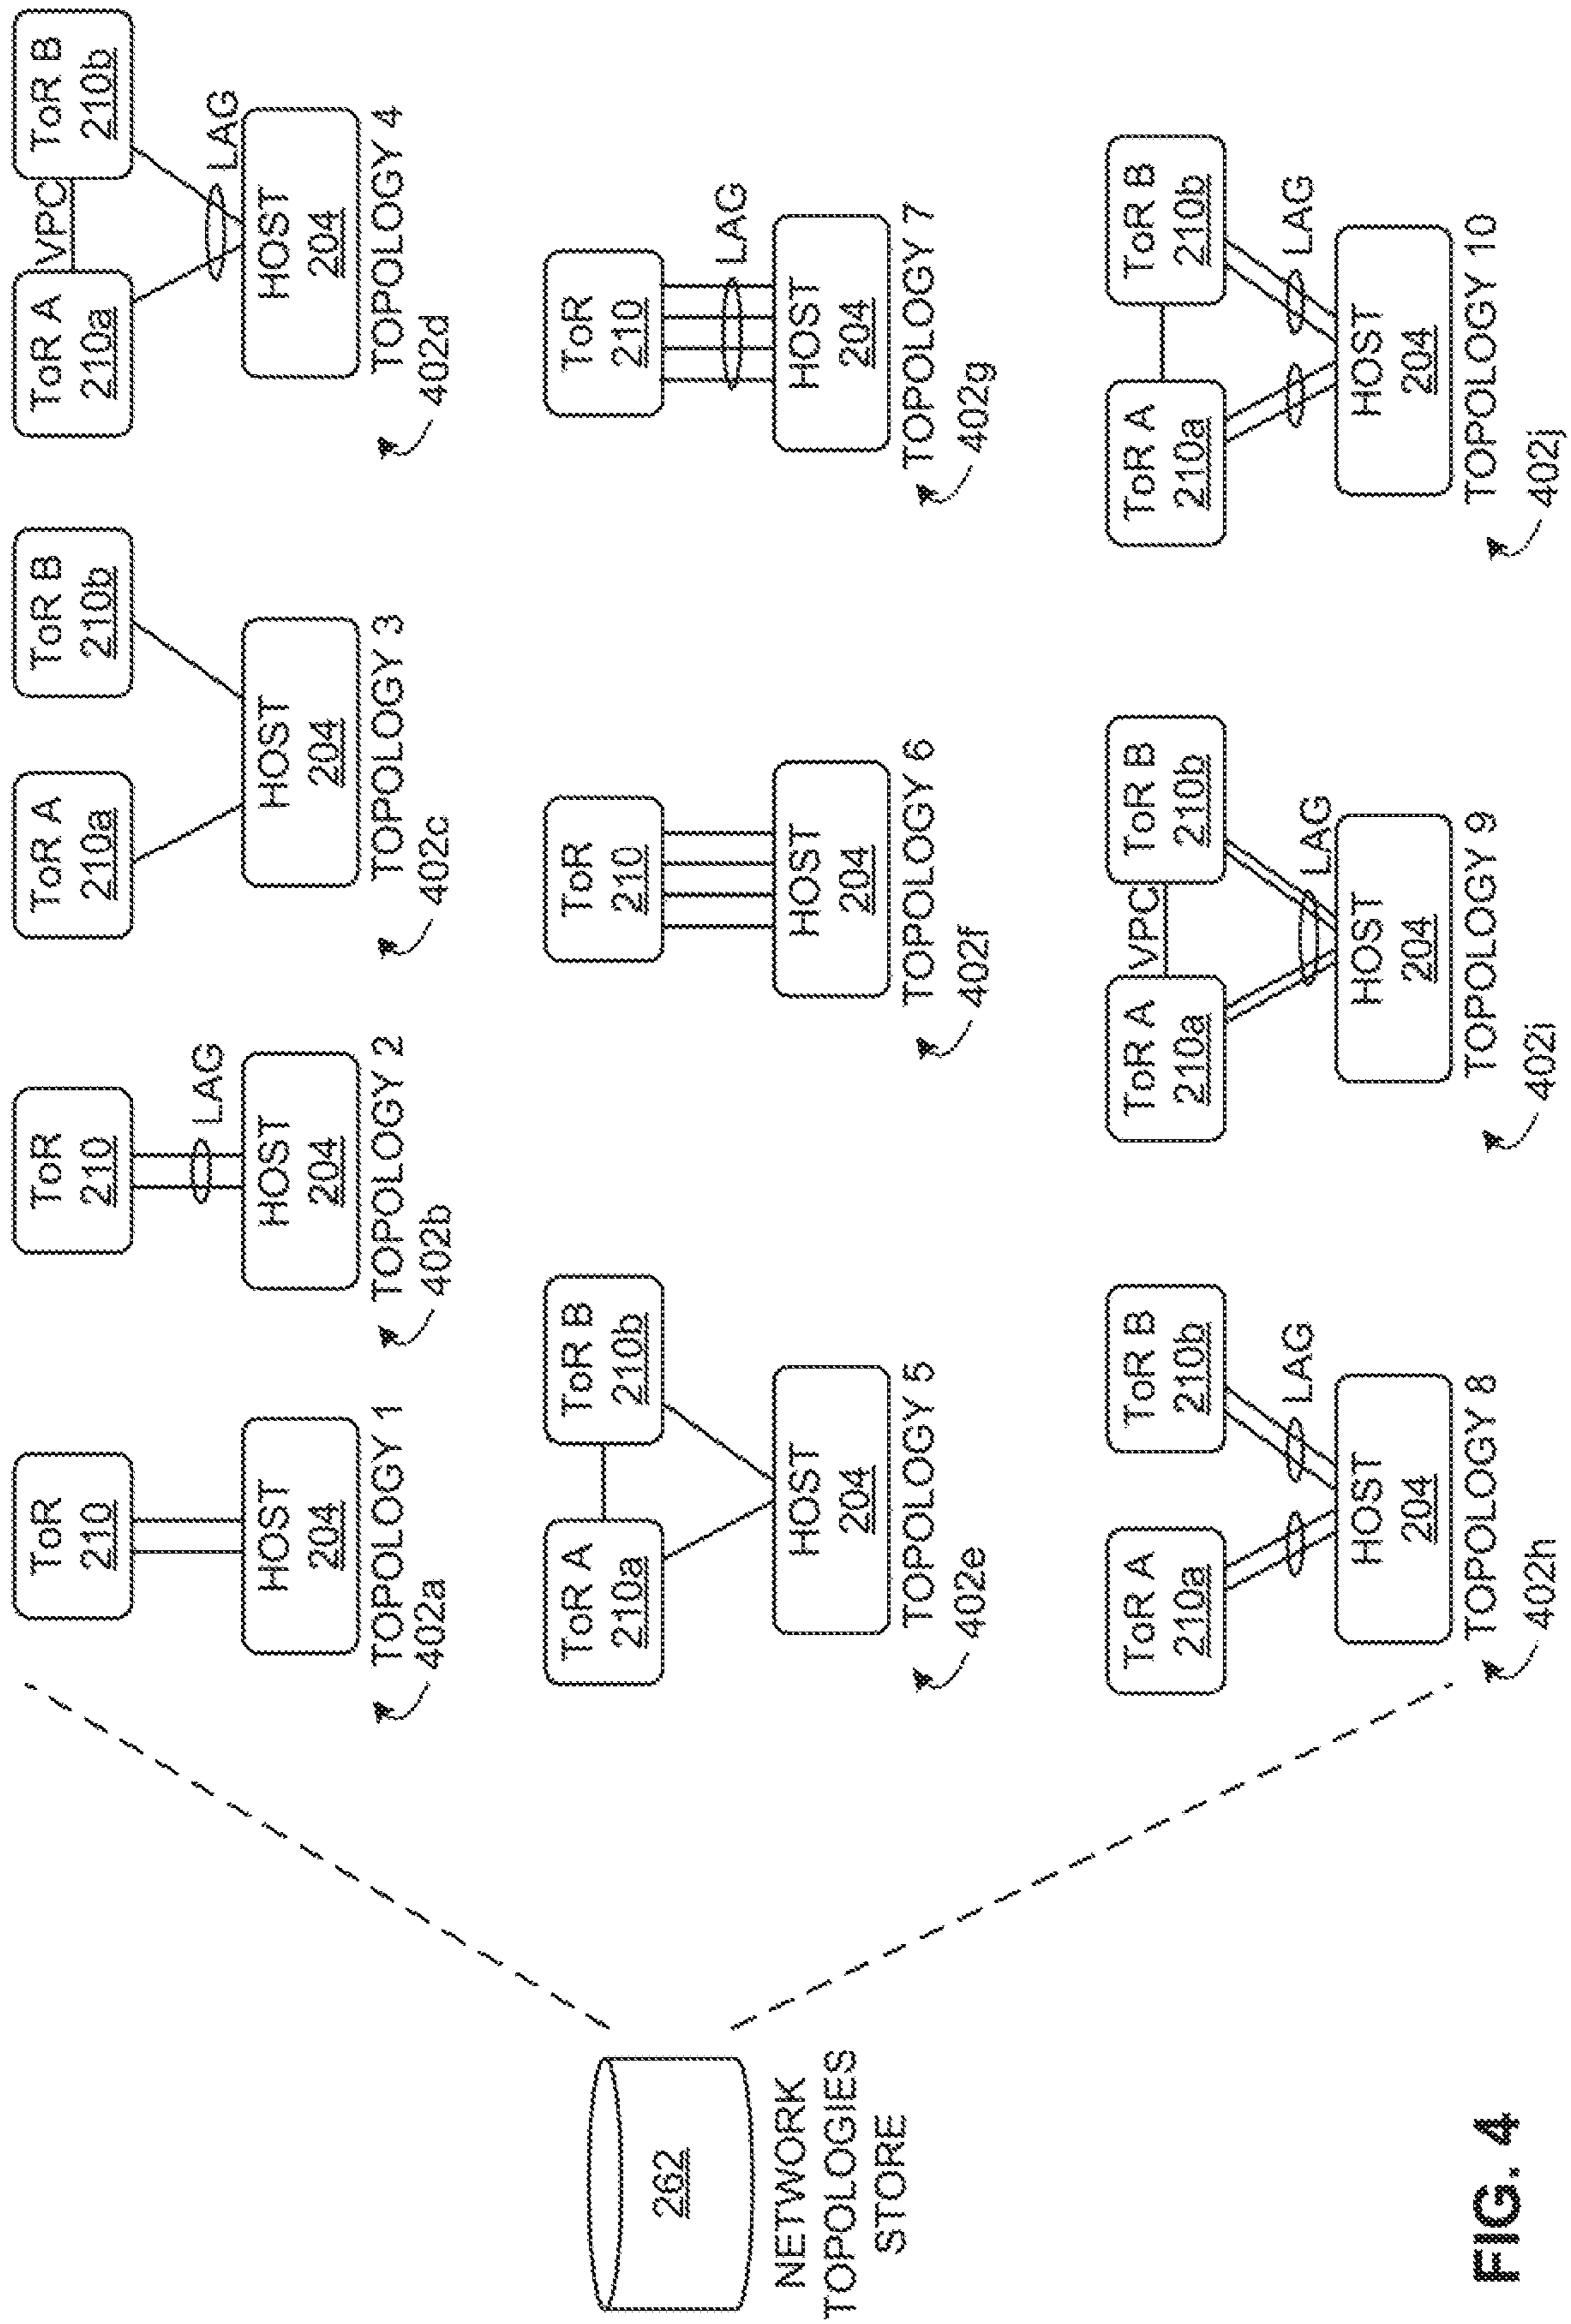 262
NETWORK
TOPOLOGIES
STORE
ToR
210
HOST
204
TOPOLOGY 1
402a
ToR
210
LAG
HOST
204
TOPOLOGY 2
402b
ToR A
210a
ToR B
210b
HOST
204
TOPOLOGY 3
402c
ToR A
210a
VPC
ToR B
210b
LAG
HOST
204
TOPOLOGY 4
402d
ToR A
210a
ToR B
210b
HOST
204
TOPOLOGY 5
402e
ToR
210
HOST
204
TOPOLOGY 6
402f
ToR
210
LAG
HOST
204
TOPOLOGY 7
402g
ToR A
210a
ToR B
210b
LAG
HOST
204
TOPOLOGY 8
402h
ToR A
210a
VPC
ToR B
210b
LAG
HOST
204
TOPOLOGY 9
402i
ToR A
210a
ToR B
210b
LAG
HOST
204
TOPOLOGY 10
402j
FIG. 4